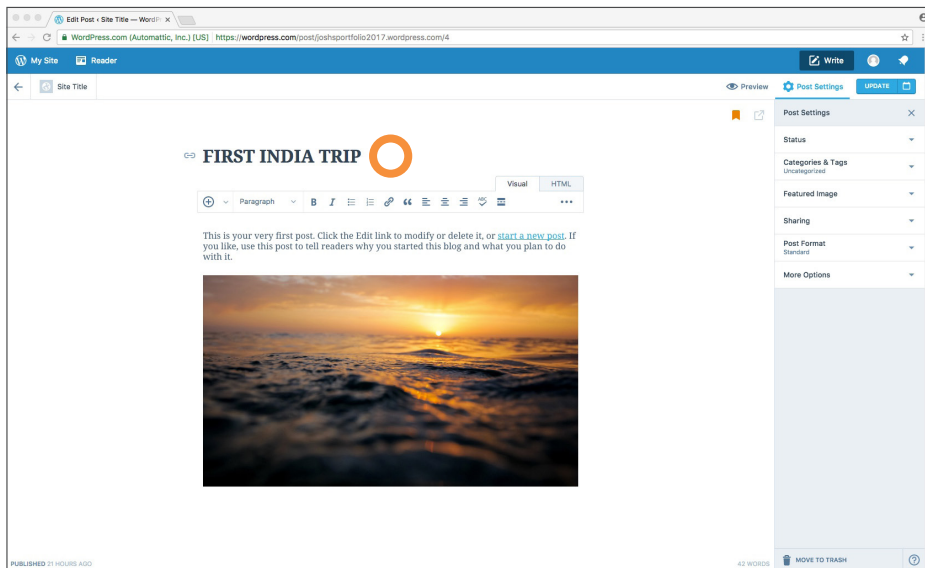 Edit Post ‹ Site Title — WordPr
WordPress.com (Automattic, Inc.) [US] https://wordpress.com/post/joshsportfolio2017.wordpress.com/4
My Site Reader Write
Site Title Preview Post Settings UPDATE
Post Settings
Status
Categories & Tags
Uncategorized
Featured Image
Sharing
Post Format
Standard
More Options
FIRST INDIA TRIP
Visual HTML
Paragraph B I ABC
This is your very first post. Click the Edit link to modify or delete it, or start a new post. If
you like, use this post to tell readers why you started this blog and what you plan to do
with it.
PUBLISHED 21 HOURS AGO 42 WORDS MOVE TO TRASH